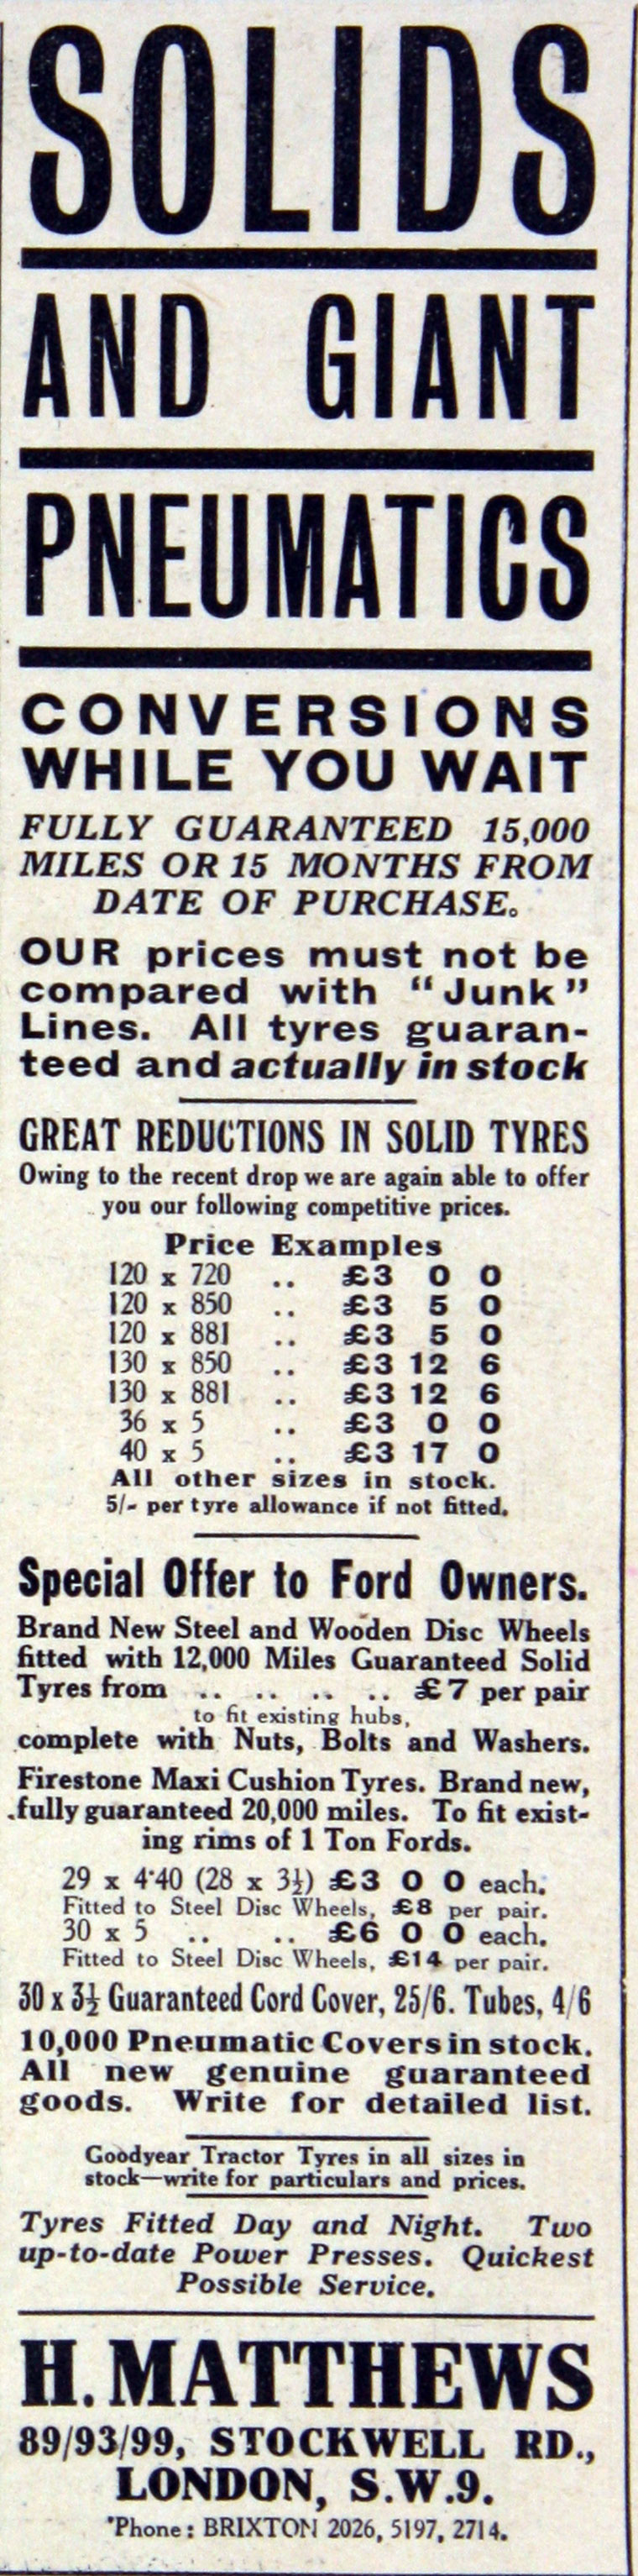 SOLIDS
AND GIANT
PNEUMATICS
CONVERSIONS
WHILE YOU WAIT
FULLY GUARANTEED 15,000
MILES OR 15 MONTHS FROM
DATE OF PURCHASE.
OUR prices must not be
compared with "Junk"
Lines. All tyres guaran-
teed and actually in stock
GREAT REDUCTIONS IN SOLID TYRES
Owing to the recent drop we are again able to offer
you our following competitive prices.
Price Examples
120 x 720 .. £3 0 0
120 x 850 .. £3 5 0
120 x 881 .. £3 5 0
130 x 850 .. £3 12 6
130 x 881 .. £3 12 6
36 x 5 .. £3 0 0
40 x 5 .. £3 17 0
All other sizes in stock.
5/- per tyre allowance if not fitted.
Special Offer to Ford Owners.
Brand New Steel and Wooden Disc Wheels
fitted with 12,000 Miles Guaranteed Solid
Tyres from .. .. .. .. £7 per pair
to fit existing hubs,
complete with Nuts, Bolts and Washers.
Firestone Maxi Cushion Tyres. Brand new,
fully guaranteed 20,000 miles. To fit exist-
ing rims of 1 Ton Fords.
29 x 4·40 (28 x 3½) £3 0 0 each.
Fitted to Steel Disc Wheels, £8 per pair.
30 x 5 .. .. £6 0 0 each.
Fitted to Steel Disc Wheels, £14 per pair.
30 x 3½ Guaranteed Cord Cover, 25/6. Tubes, 4/6
10,000 Pneumatic Covers in stock.
All new genuine guaranteed
goods. Write for detailed list.
Goodyear Tractor Tyres in all sizes in
stock—write for particulars and prices.
Tyres Fitted Day and Night. Two
up-to-date Power Presses. Quickest
Possible Service.
H. MATTHEWS
89/93/99, STOCKWELL RD.,
LONDON, S.W.9.
'Phone: BRIXTON 2026, 5197, 2714.